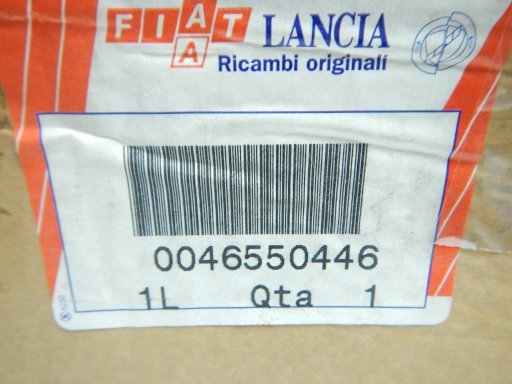 FIAT LANCIA
A
Ricambi originali
0046550446
1L Qta 1